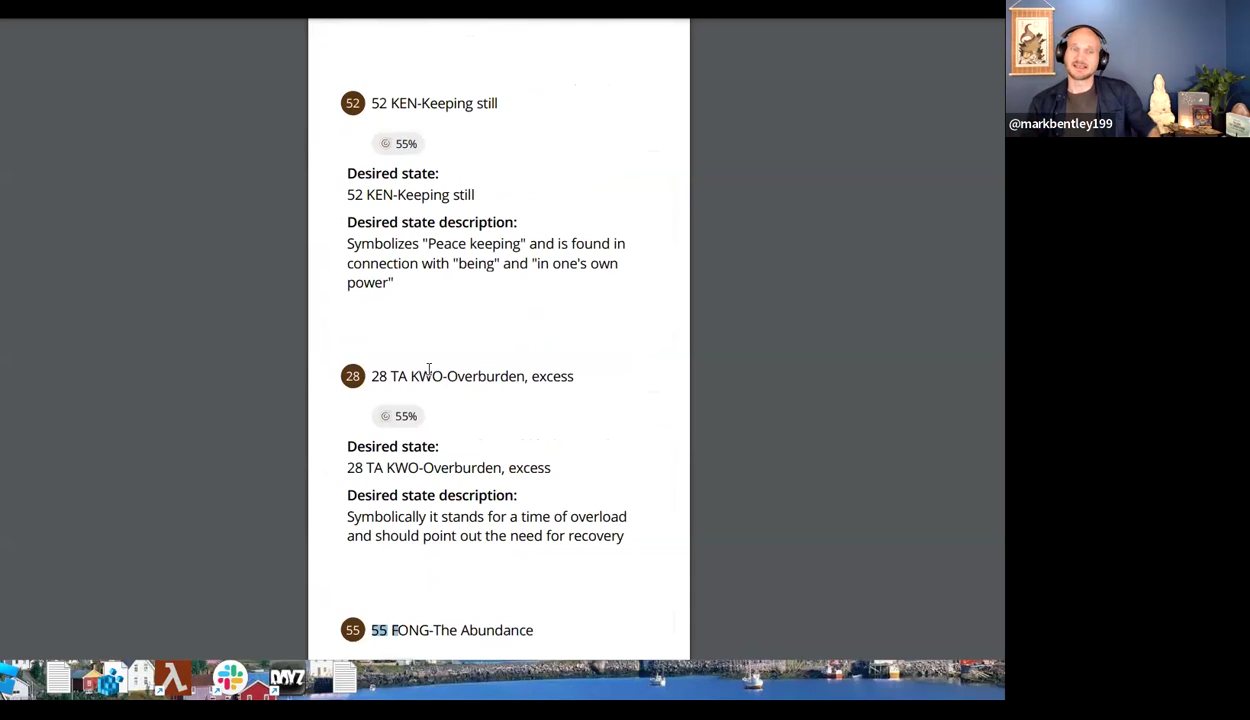 52 52 KEN-Keeping still
55%
Desired state:
52 KEN-Keeping still
Desired state description:
Symbolizes "Peace keeping" and is found in
connection with "being" and "in one's own
power"
28 28 TA KWO-Overburden, excess
55%
Desired state:
28 TA KWO-Overburden, excess
Desired state description:
Symbolically it stands for a time of overload
and should point out the need for recovery
55 55 FONG-The Abundance
@markbentley199
DAYZ